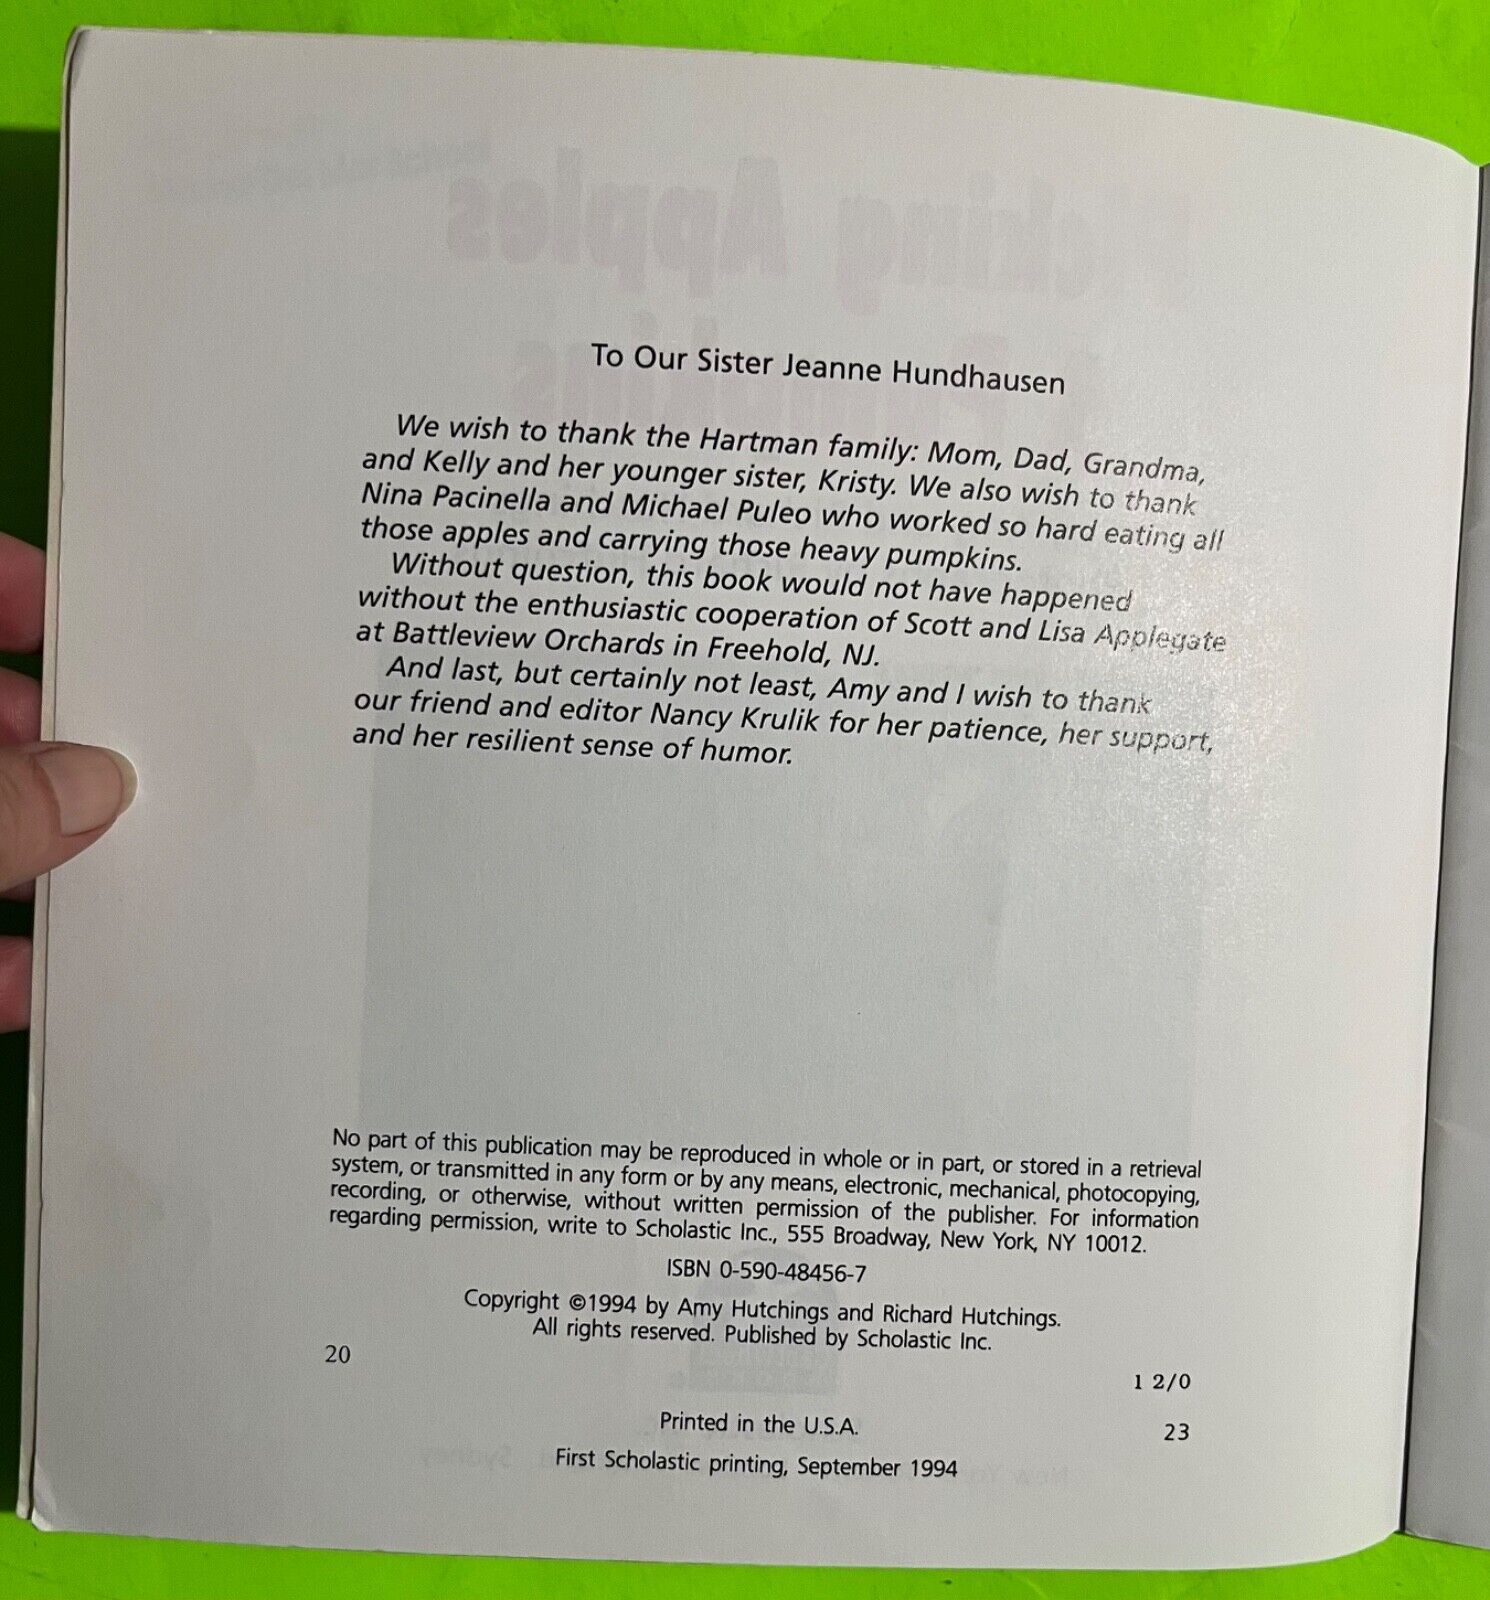 To Our Sister Jeanne Hundhausen
We wish to thank the Hartman family: Mom, Dad, Grandma,
and Kelly and her younger sister, Kristy. We also wish to thank
Nina Pacinella and Michael Puleo who worked so hard eating all
those apples and carrying those heavy pumpkins.
Without question, this book would not have happened
without the enthusiastic cooperation of Scott and Lisa Applegate
at Battleview Orchards in Freehold, NJ.
And last, but certainly not least, Amy and I wish to thank
our friend and editor Nancy Krulik for her patience, her support,
and her resilient sense of humor.
No part of this publication may be reproduced in whole or in part, or stored in a retrieval
system, or transmitted in any form or by any means, electronic, mechanical, photocopying,
recording, or otherwise, without written permission of the publisher. For information
regarding permission, write to Scholastic Inc., 555 Broadway, New York, NY 10012.
ISBN 0-590-48456-7
Copyright ©1994 by Amy Hutchings and Richard Hutchings.
All rights reserved. Published by Scholastic Inc.
20 1 2/0
Printed in the U.S.A. 23
First Scholastic printing, September 1994